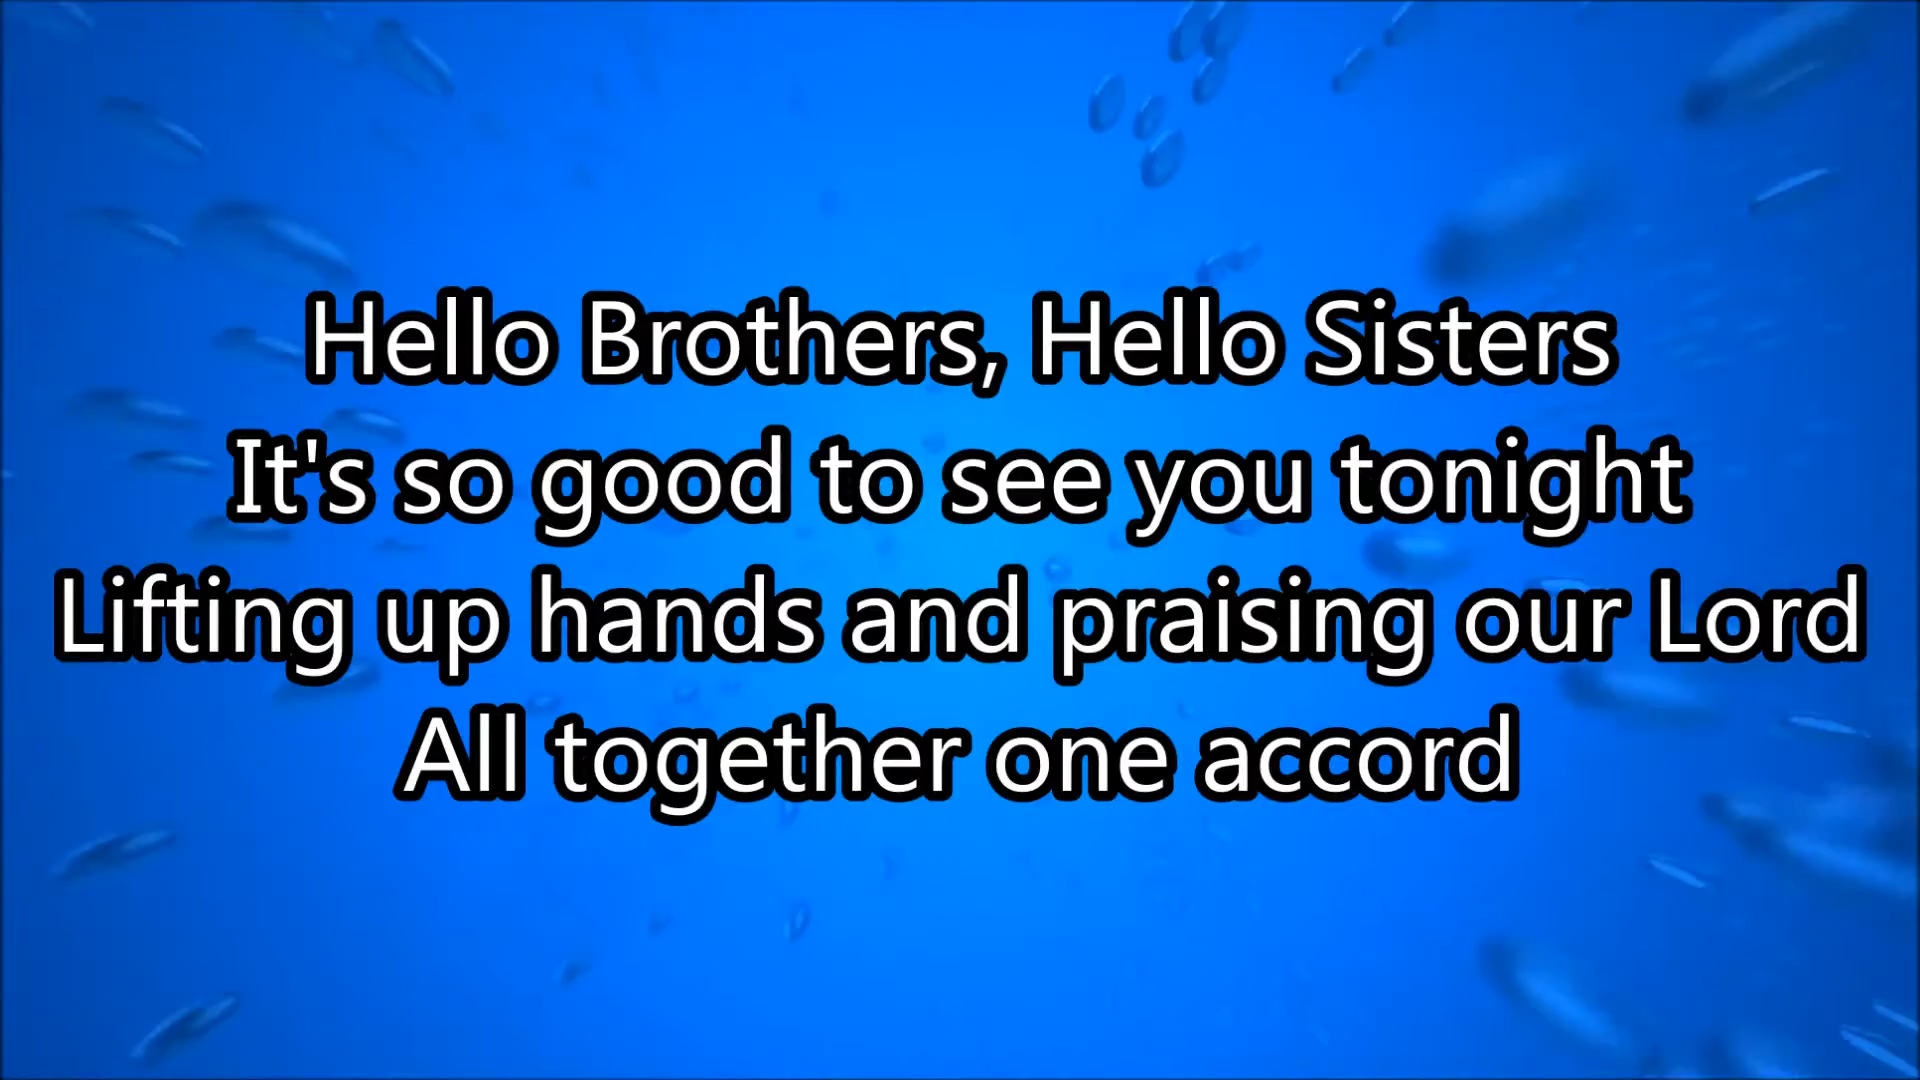 Hello Brothers, Hello Sisters
It's so good to see you tonight
Lifting up hands and praising our Lord
All together one accord